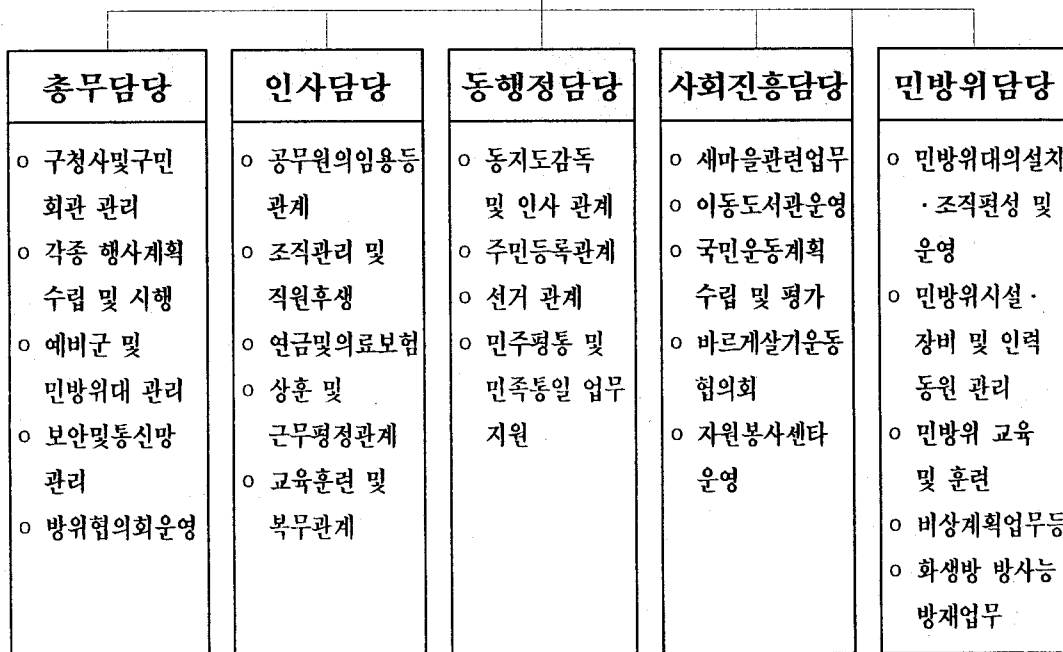 총무담당
o 구청사및구민
회관 관리
o 각종 행사계획
수립 및 시행
o 예비군 및
민방위대 관리
o 보안및통신망
관리
o 방위협의회운영
인사담당
o 공무원의임용등
관계
o 조직관리 및
직원후생
o 연금및의료보험
o 상훈 및
근무평정관계
o 교육훈련 및
복무관계
동행정담당
o 동지도감독
및 인사 관계
o 주민등록관계
o 선거 관계
o 민주평통 및
민족통일 업무
지원
사회진흥담당
o 새마을관련업무
o 이동도서관운영
o 국민운동계획
수립 및 평가
o 바르게살기운동
협의회
o 자원봉사센타
운영
민방위담당
o 민방위대의설치
· 조직편성 및
운영
o 민방위시설 ·
장비 및 인력
동원 관리
o 민방위 교육
및 훈련
o 비상계획업무등
o 화생방 방사능
방재업무